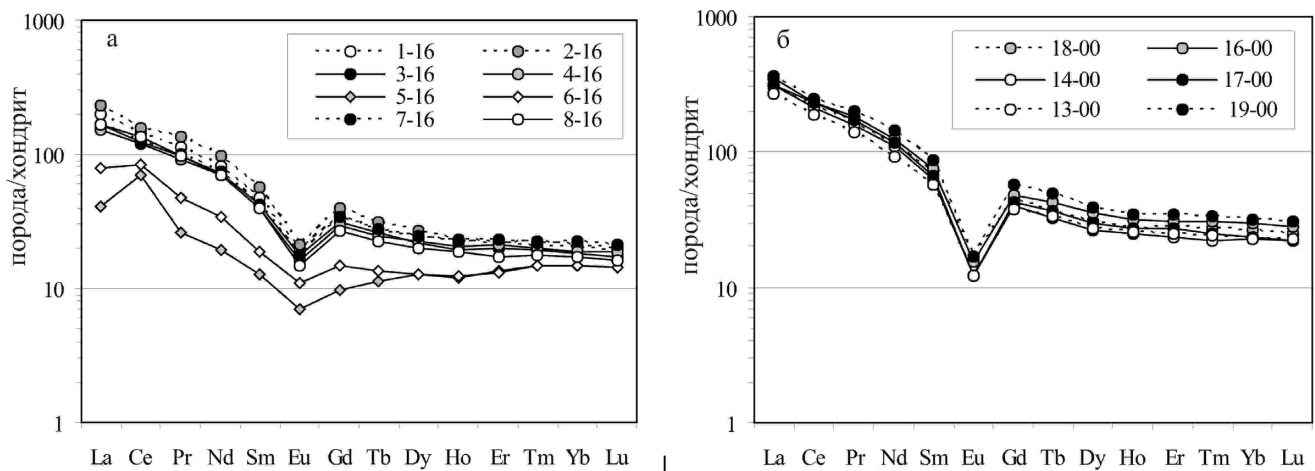 порода/хондрит
1000
100
10
1
а
1-16 2-16
3-16 4-16
5-16 6-16
7-16 8-16
La Ce Pr Nd Sm Eu Gd Tb Dy Ho Er Tm Yb Lu
порода/хондрит
1000
100
10
1
б
18-00 16-00
14-00 17-00
13-00 19-00
La Ce Pr Nd Sm Eu Gd Tb Dy Ho Er Tm Yb Lu